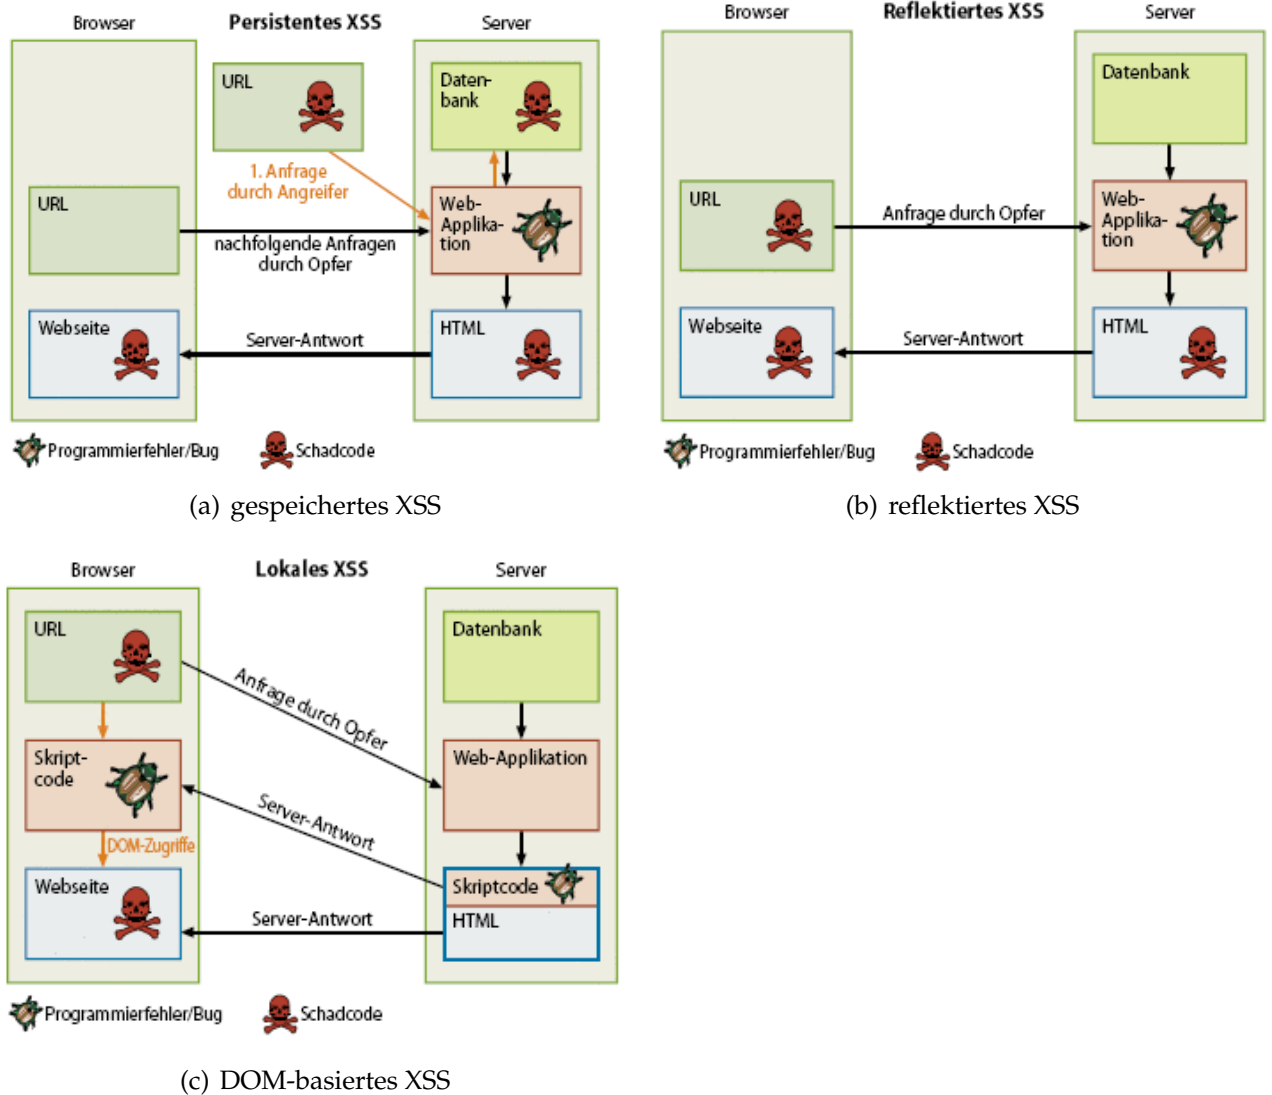 Browser
Persistentes XSS
Server
URL
Daten-
bank
1. Anfrage
durch Angreifer
URL
Web-
Applika-
tion
nachfolgende Anfragen
durch Opfer
Webseite
Server-Antwort
HTML
Programmierfehler/Bug
Schadcode
(a) gespeichertes XSS
Browser
Reflektiertes XSS
Server
Datenbank
URL
Anfrage durch Opfer
Web-
Applika-
tion
Webseite
Server-Antwort
HTML
Programmierfehler/Bug
Schadcode
(b) reflektiertes XSS
Browser
Lokales XSS
Server
URL
Datenbank
Anfrage durch Opfer
Skript-
code
Web-Applikation
Server-Antwort
DOM-Zugriffe
Webseite
Skriptcode
Server-Antwort
HTML
Programmierfehler/Bug
Schadcode
(c) DOM-basiertes XSS